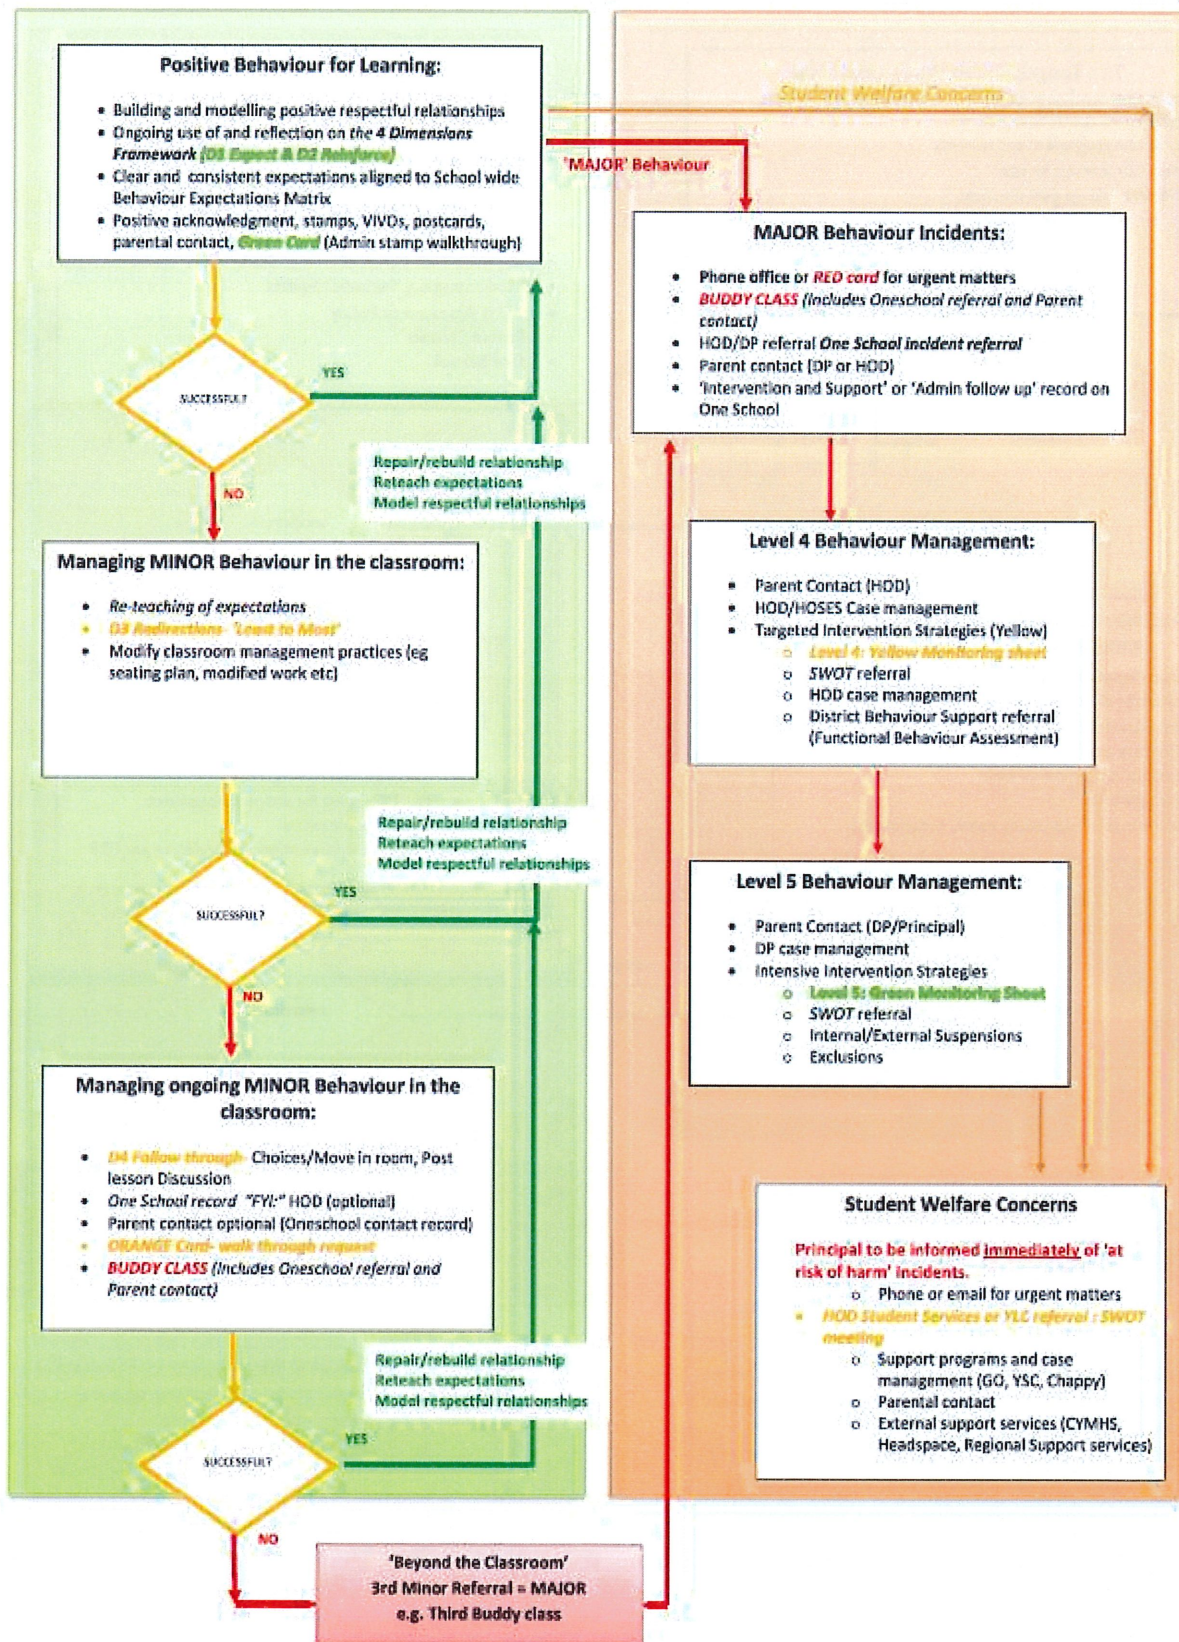 Positive Behaviour for Learning:
• Building and modelling positive respectful relationships
• Ongoing use of and reflection on the 4 Dimensions
Framework (D1 Expect & D2 Reinforce)
• Clear and consistent expectations aligned to School wide
Behaviour Expectations Matrix
• Positive acknowledgment, stamps, VIVOs, postcards,
parental contact, Green Card (Admin stamp walkthrough)
SUCCESSFUL?
YES
NO
Repair/rebuild relationship
Reteach expectations
Model respectful relationships
Managing MINOR Behaviour in the classroom:
• Re-teaching of expectations
• D3 Redirections- 'Least to Most'
• Modify classroom management practices (eg
seating plan, modified work etc)
Repair/rebuild relationship
Reteach expectations
Model respectful relationships
SUCCESSFUL?
YES
NO
Managing ongoing MINOR Behaviour in the
classroom:
• D4 Follow through- Choices/Move in room, Post
lesson Discussion
• One School record "FYI:" HOD (optional)
• Parent contact optional (Oneschool contact record)
• ORANGE Card- walk through request
• BUDDY CLASS (Includes Oneschool referral and
Parent contact)
Repair/rebuild relationship
Reteach expectations
Model respectful relationships
SUCCESSFUL?
YES
NO
'Beyond the Classroom'
3rd Minor Referral = MAJOR
e.g. Third Buddy class
Student Welfare Concerns
'MAJOR' Behaviour
MAJOR Behaviour Incidents:
• Phone office or RED card for urgent matters
• BUDDY CLASS (Includes Oneschool referral and Parent
contact)
• HOD/DP referral One School incident referral
• Parent contact (DP or HOD)
• 'Intervention and Support' or 'Admin follow up' record on
One School
Level 4 Behaviour Management:
• Parent Contact (HOD)
• HOD/HOSES Case management
• Targeted Intervention Strategies (Yellow)
o Level 4: Yellow Monitoring sheet
o SWOT referral
o HOD case management
o District Behaviour Support referral
(Functional Behaviour Assessment)
Level 5 Behaviour Management:
• Parent Contact (DP/Principal)
• DP case management
• Intensive Intervention Strategies
o Level 5: Green Monitoring Sheet
o SWOT referral
o Internal/External Suspensions
o Exclusions
Student Welfare Concerns
Principal to be informed immediately of 'at
risk of harm' incidents.
o Phone or email for urgent matters
• HOD Student Services or YLC referral : SWOT
meeting
o Support programs and case
management (GO, YSC, Chappy)
o Parental contact
o External support services (CYMHS,
Headspace, Regional Support services)